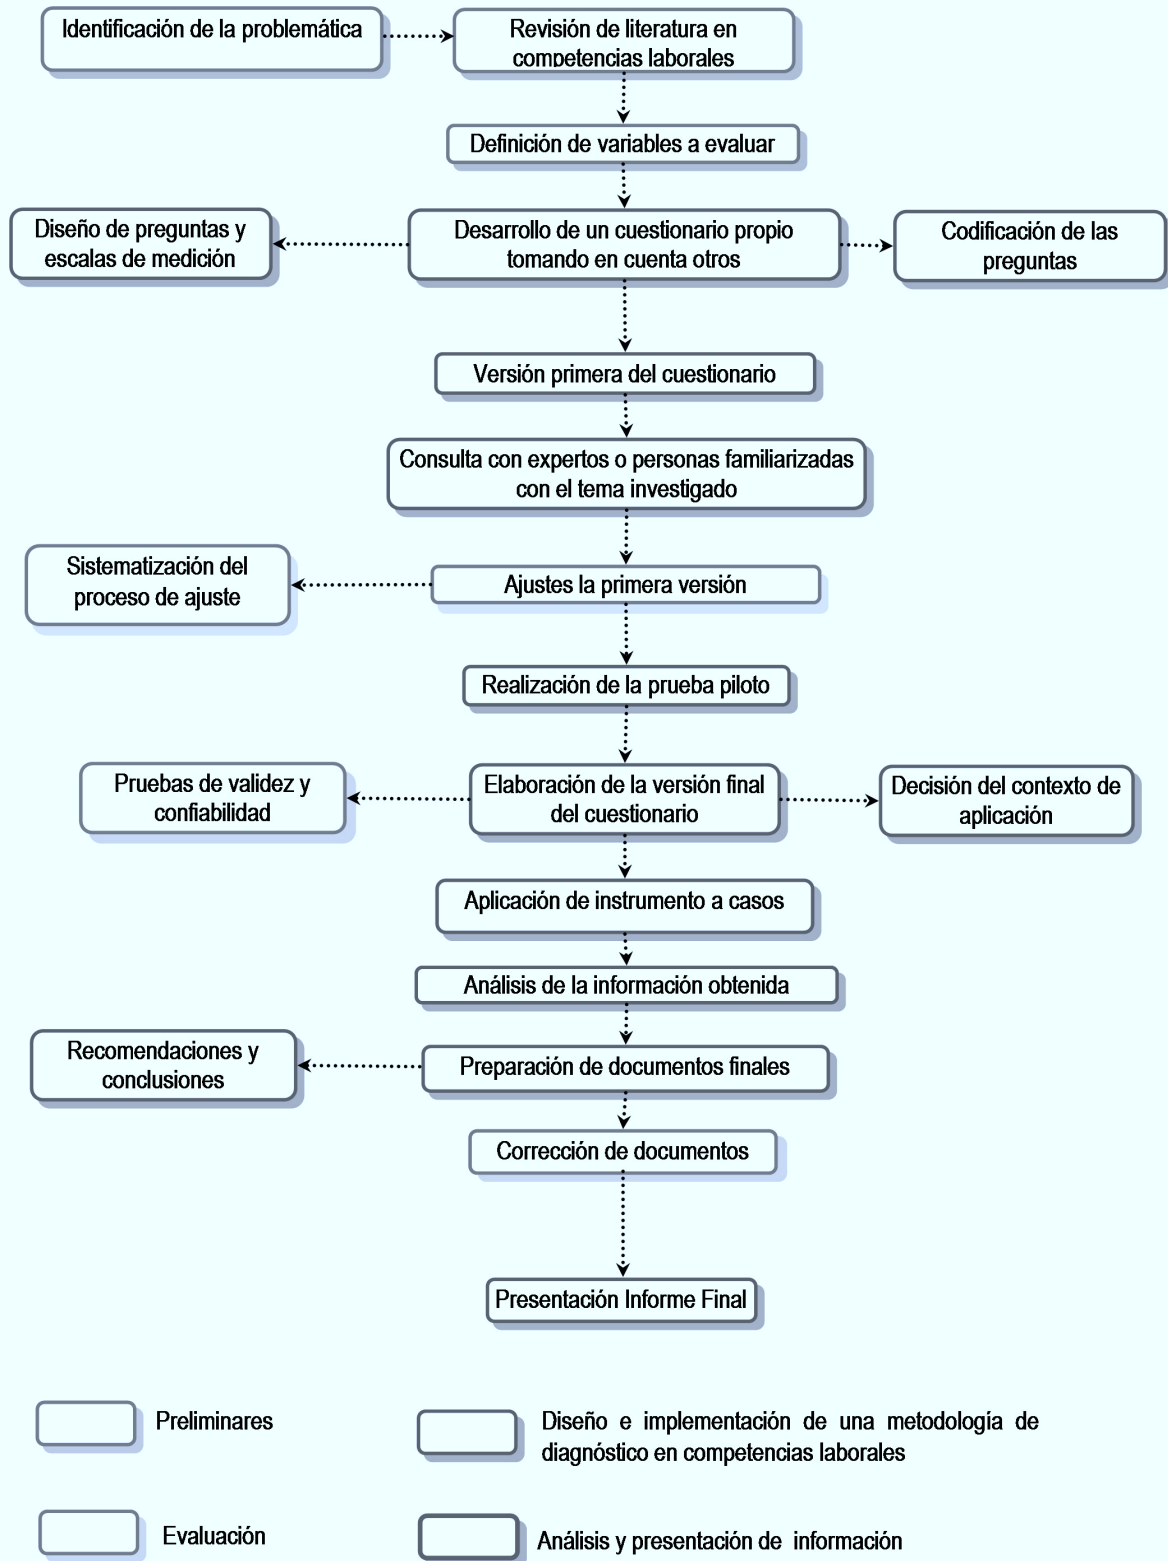 Identificación de la problemática
Revisión de literatura en
competencias laborales
Definición de variables a evaluar
Diseño de preguntas y
escalas de medición
Desarrollo de un cuestionario propio
tomando en cuenta otros
Codificación de las
preguntas
Versión primera del cuestionario
Consulta con expertos o personas familiarizadas
con el tema investigado
Sistematización del
proceso de ajuste
Ajustes la primera versión
Realización de la prueba piloto
Pruebas de validez y
confiabilidad
Elaboración de la versión final
del cuestionario
Decisión del contexto de
aplicación
Aplicación de instrumento a casos
Análisis de la información obtenida
Recomendaciones y
conclusiones
Preparación de documentos finales
Corrección de documentos
Presentación Informe Final
Preliminares
Diseño e implementación de una metodología de
diagnóstico en competencias laborales
Evaluación
Análisis y presentación de información